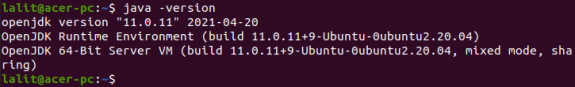 lalit@acer-pc:~$ java -version
openjdk version "11.0.11" 2021-04-20
OpenJDK Runtime Environment (build 11.0.11+9-Ubuntu-0ubuntu2.20.04)
OpenJDK 64-Bit Server VM (build 11.0.11+9-Ubuntu-0ubuntu2.20.04, mixed mode, sha
ring)
lalit@acer-pc:~$